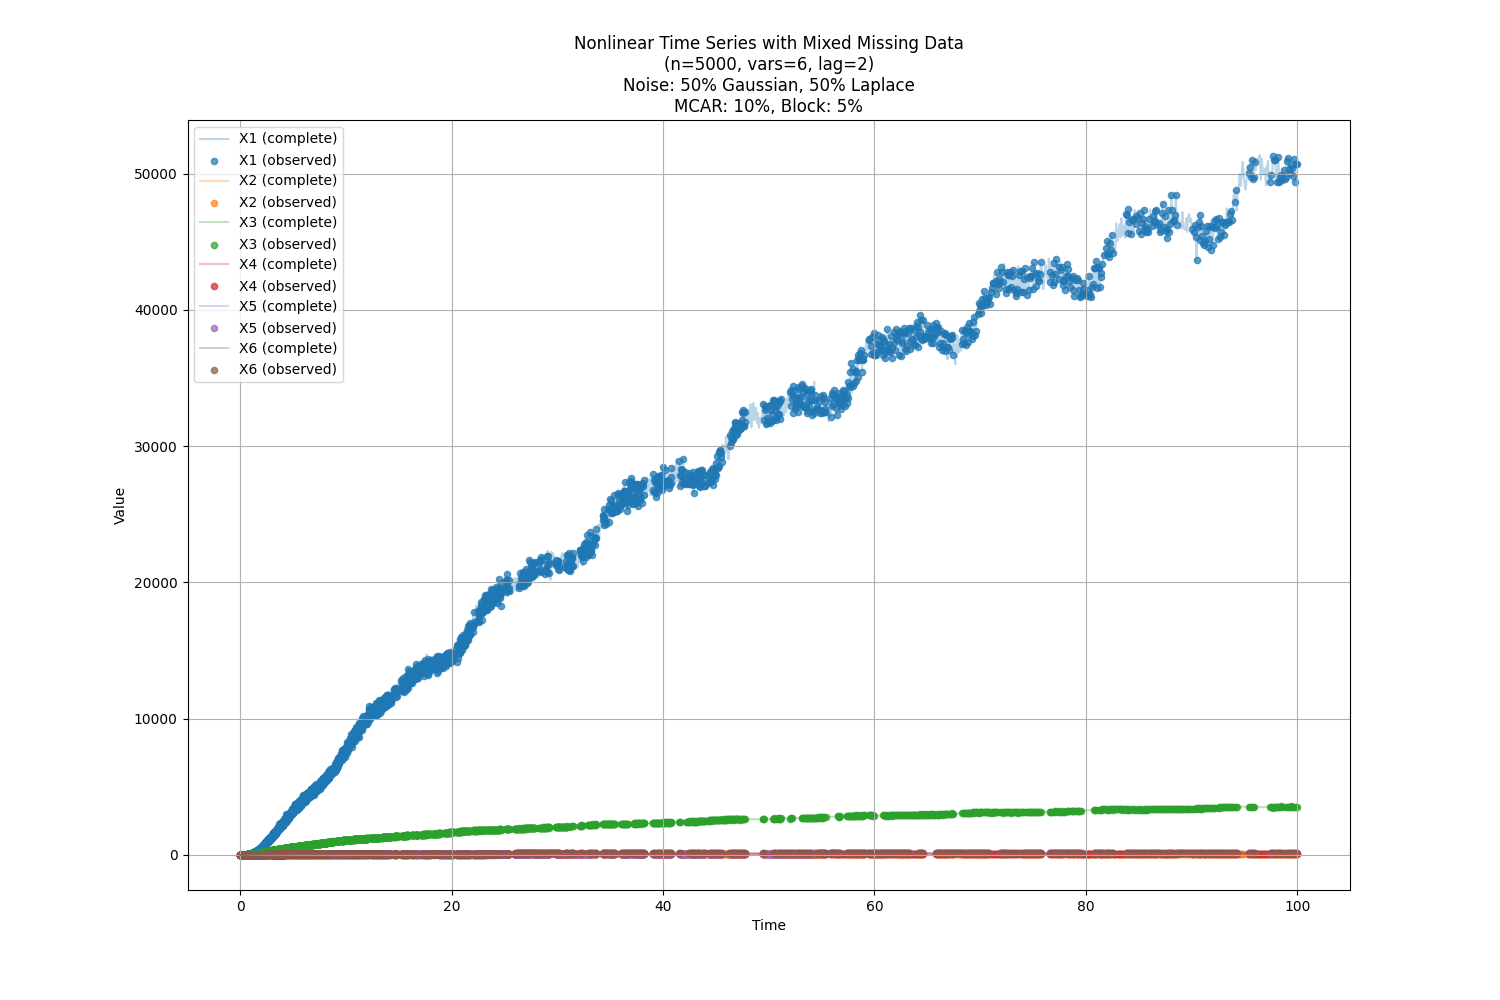 Nonlinear Time Series with Mixed Missing Data
(n=5000, vars=6, lag=2)
Noise: 50% Gaussian, 50% Laplace
MCAR: 10%, Block: 5%
X1 (complete)
X1 (observed)
X2 (complete)
X2 (observed)
X3 (complete)
X3 (observed)
X4 (complete)
X4 (observed)
X5 (complete)
X5 (observed)
X6 (complete)
X6 (observed)
50000
40000
30000
20000
10000
0
Value
0 20 40 60 80 100
Time